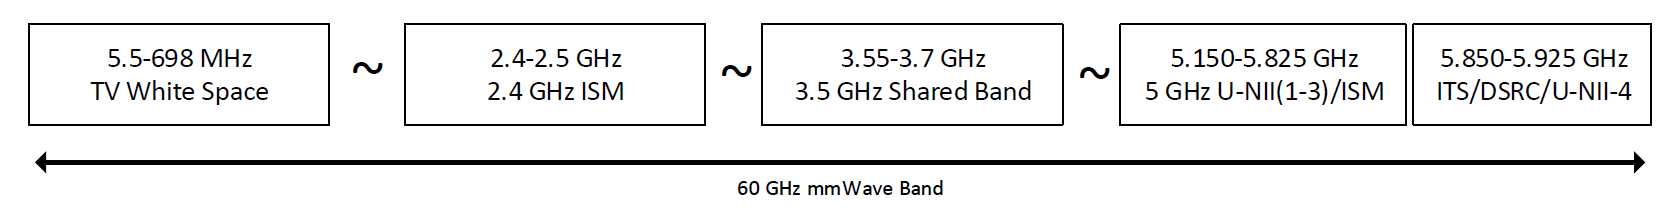 5.5-698 MHz
TV White Space
~
2.4-2.5 GHz
2.4 GHz ISM
~
3.55-3.7 GHz
3.5 GHz Shared Band
~
5.150-5.825 GHz
5 GHz U-NII(1-3)/ISM
5.850-5.925 GHz
ITS/DSRC/U-NII-4
60 GHz mmWave Band